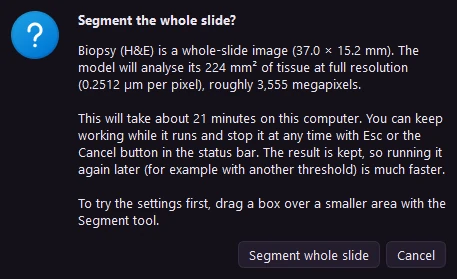 Segment the whole slide?
Biopsy (H&E) is a whole-slide image (37.0 × 15.2 mm). The
model will analyse its 224 mm² of tissue at full resolution
(0.2512 µm per pixel), roughly 3,555 megapixels.
This will take about 21 minutes on this computer. You can keep
working while it runs and stop it at any time with Esc or the
Cancel button in the status bar. The result is kept, so running it
again later (for example with another threshold) is much faster.
To try the settings first, drag a box over a smaller area with the
Segment tool.
Segment whole slide
Cancel